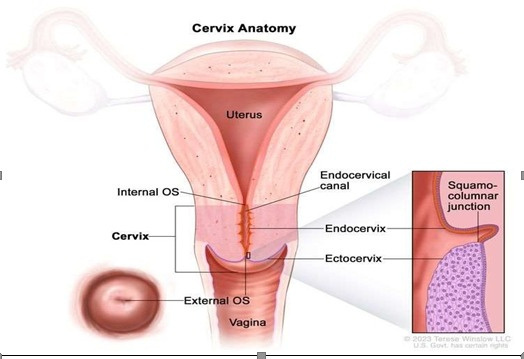 Cervix Anatomy
Uterus
Internal OS
Endocervical
canal
Squamo-
columnar
junction
Cervix
Endocervix
Ectocervix
External OS
Vagina
© 2023 Terese Winslow LLC
U.S. Govt. has certain rights